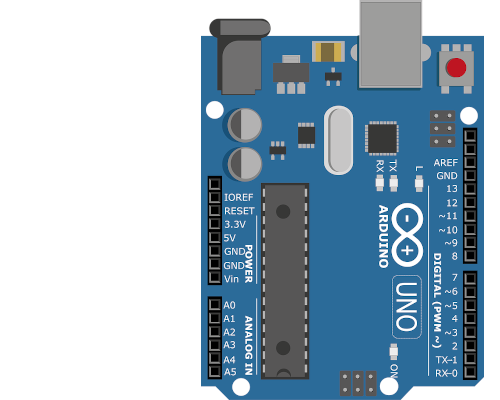 RX
TX
L
AREF
GND
13
12
~11
~10
~9
8
IOREF
RESET
3.3V
5V
GND
GND
Vin
POWER
ARDUINO
UNO
DIGITAL (PWM ~)
7
~6
~5
4
~3
2
TX-1
RX-0
A0
A1
A2
A3
A4
A5
ANALOG IN
ON